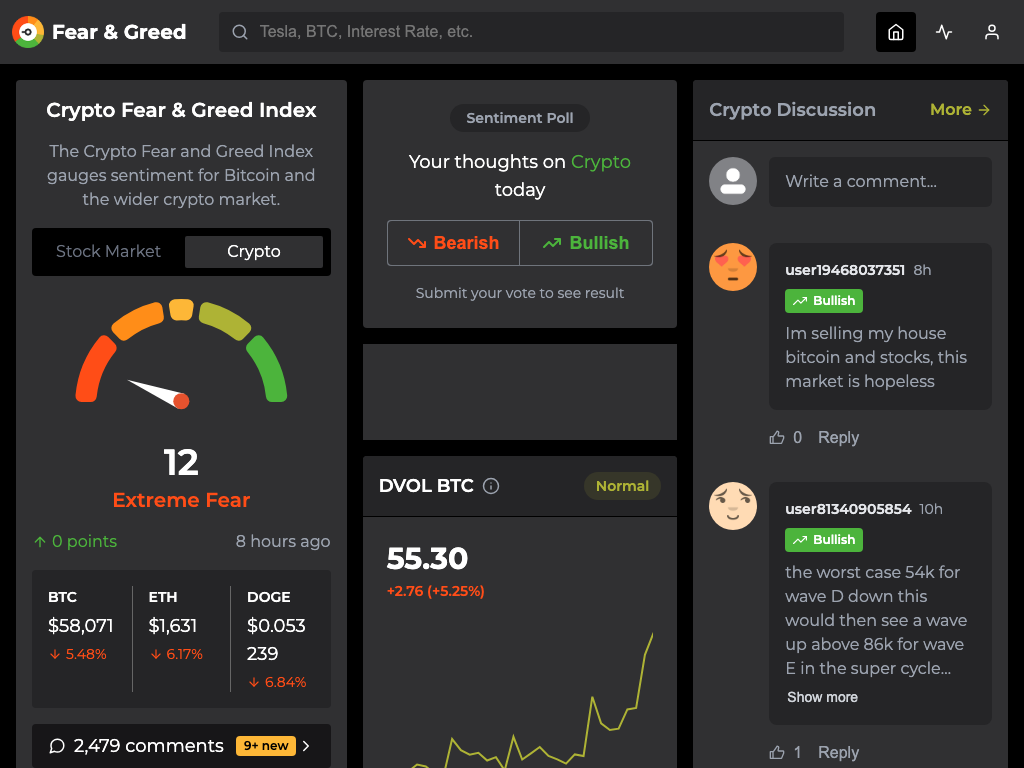 Fear & Greed
Tesla, BTC, Interest Rate, etc.
Crypto Fear & Greed Index
The Crypto Fear and Greed Index
gauges sentiment for Bitcoin and
the wider crypto market.
Stock Market
Crypto
12
Extreme Fear
0 points
8 hours ago
BTC
$58,071
5.48%
ETH
$1,631
6.17%
DOGE
$0.053
239
6.84%
2,479 comments
9+ new
Sentiment Poll
Your thoughts on Crypto
today
Bearish
Bullish
Submit your vote to see result
DVOL BTC
Normal
55.30
+2.76 (+5.25%)
Crypto Discussion
More
Write a comment...
user19468037351 8h
Bullish
Im selling my house
bitcoin and stocks, this
market is hopeless
0 Reply
user81340905854 10h
Bullish
the worst case 54k for
wave D down this
would then see a wave
up above 86k for wave
E in the super cycle...
Show more
1 Reply